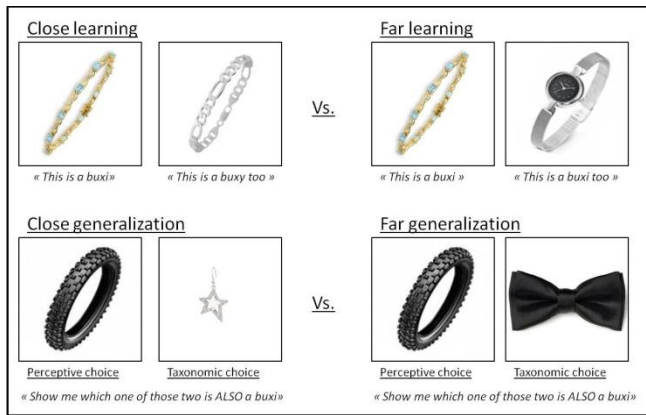 Close learning
Far learning
Vs.
« This is a buxi»
« This is a buxy too »
« This is a buxi »
« This is a buxi too »
Close generalization
Far generalization
Vs.
Perceptive choice
Taxonomic choice
Perceptive choice
Taxonomic choice
« Show me which one of those two is ALSO a buxi»
« Show me which one of those two is ALSO a buxi»